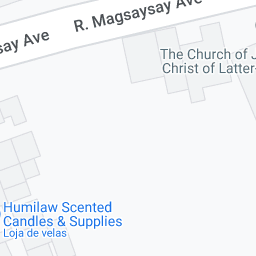 R. Magsaysay Ave
say Ave
The Church of J
Christ of Latter-
Humilaw Scented
Candles & Supplies
Loja de velas